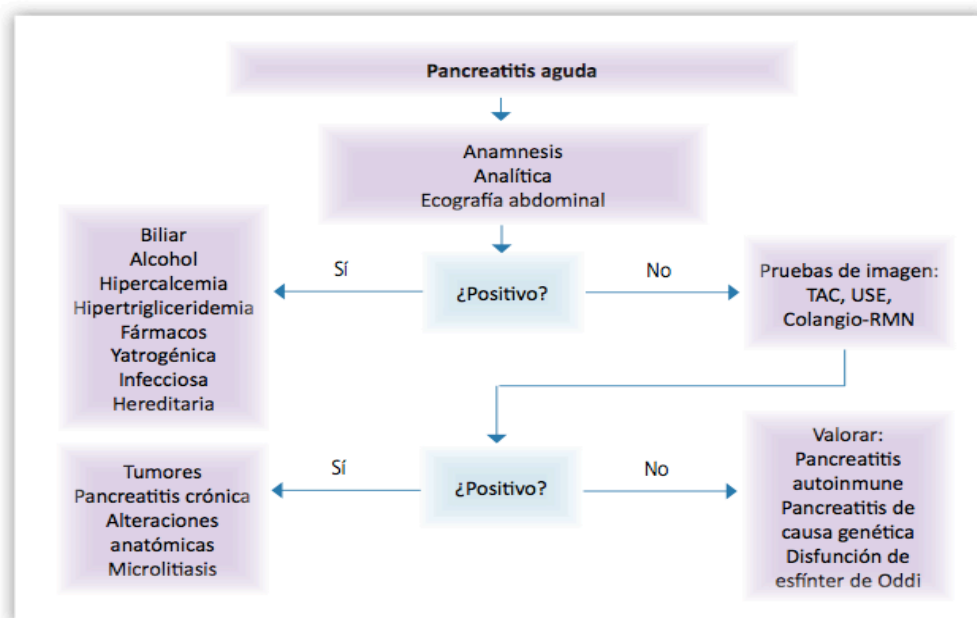 Pancreatitis aguda
Anamnesis
Analítica
Ecografía abdominal
Biliar
Alcohol
Hipercalcemia
Hipertrigliceridemia
Fármacos
Yatrogénica
Infecciosa
Hereditaria
Sí
¿Positivo?
No
Pruebas de imagen:
TAC, USE,
Colangio-RMN
Tumores
Pancreatitis crónica
Alteraciones
anatómicas
Microlitiasis
Sí
¿Positivo?
No
Valorar:
Pancreatitis
autoinmune
Pancreatitis de
causa genética
Disfunción de
esfínter de Oddi